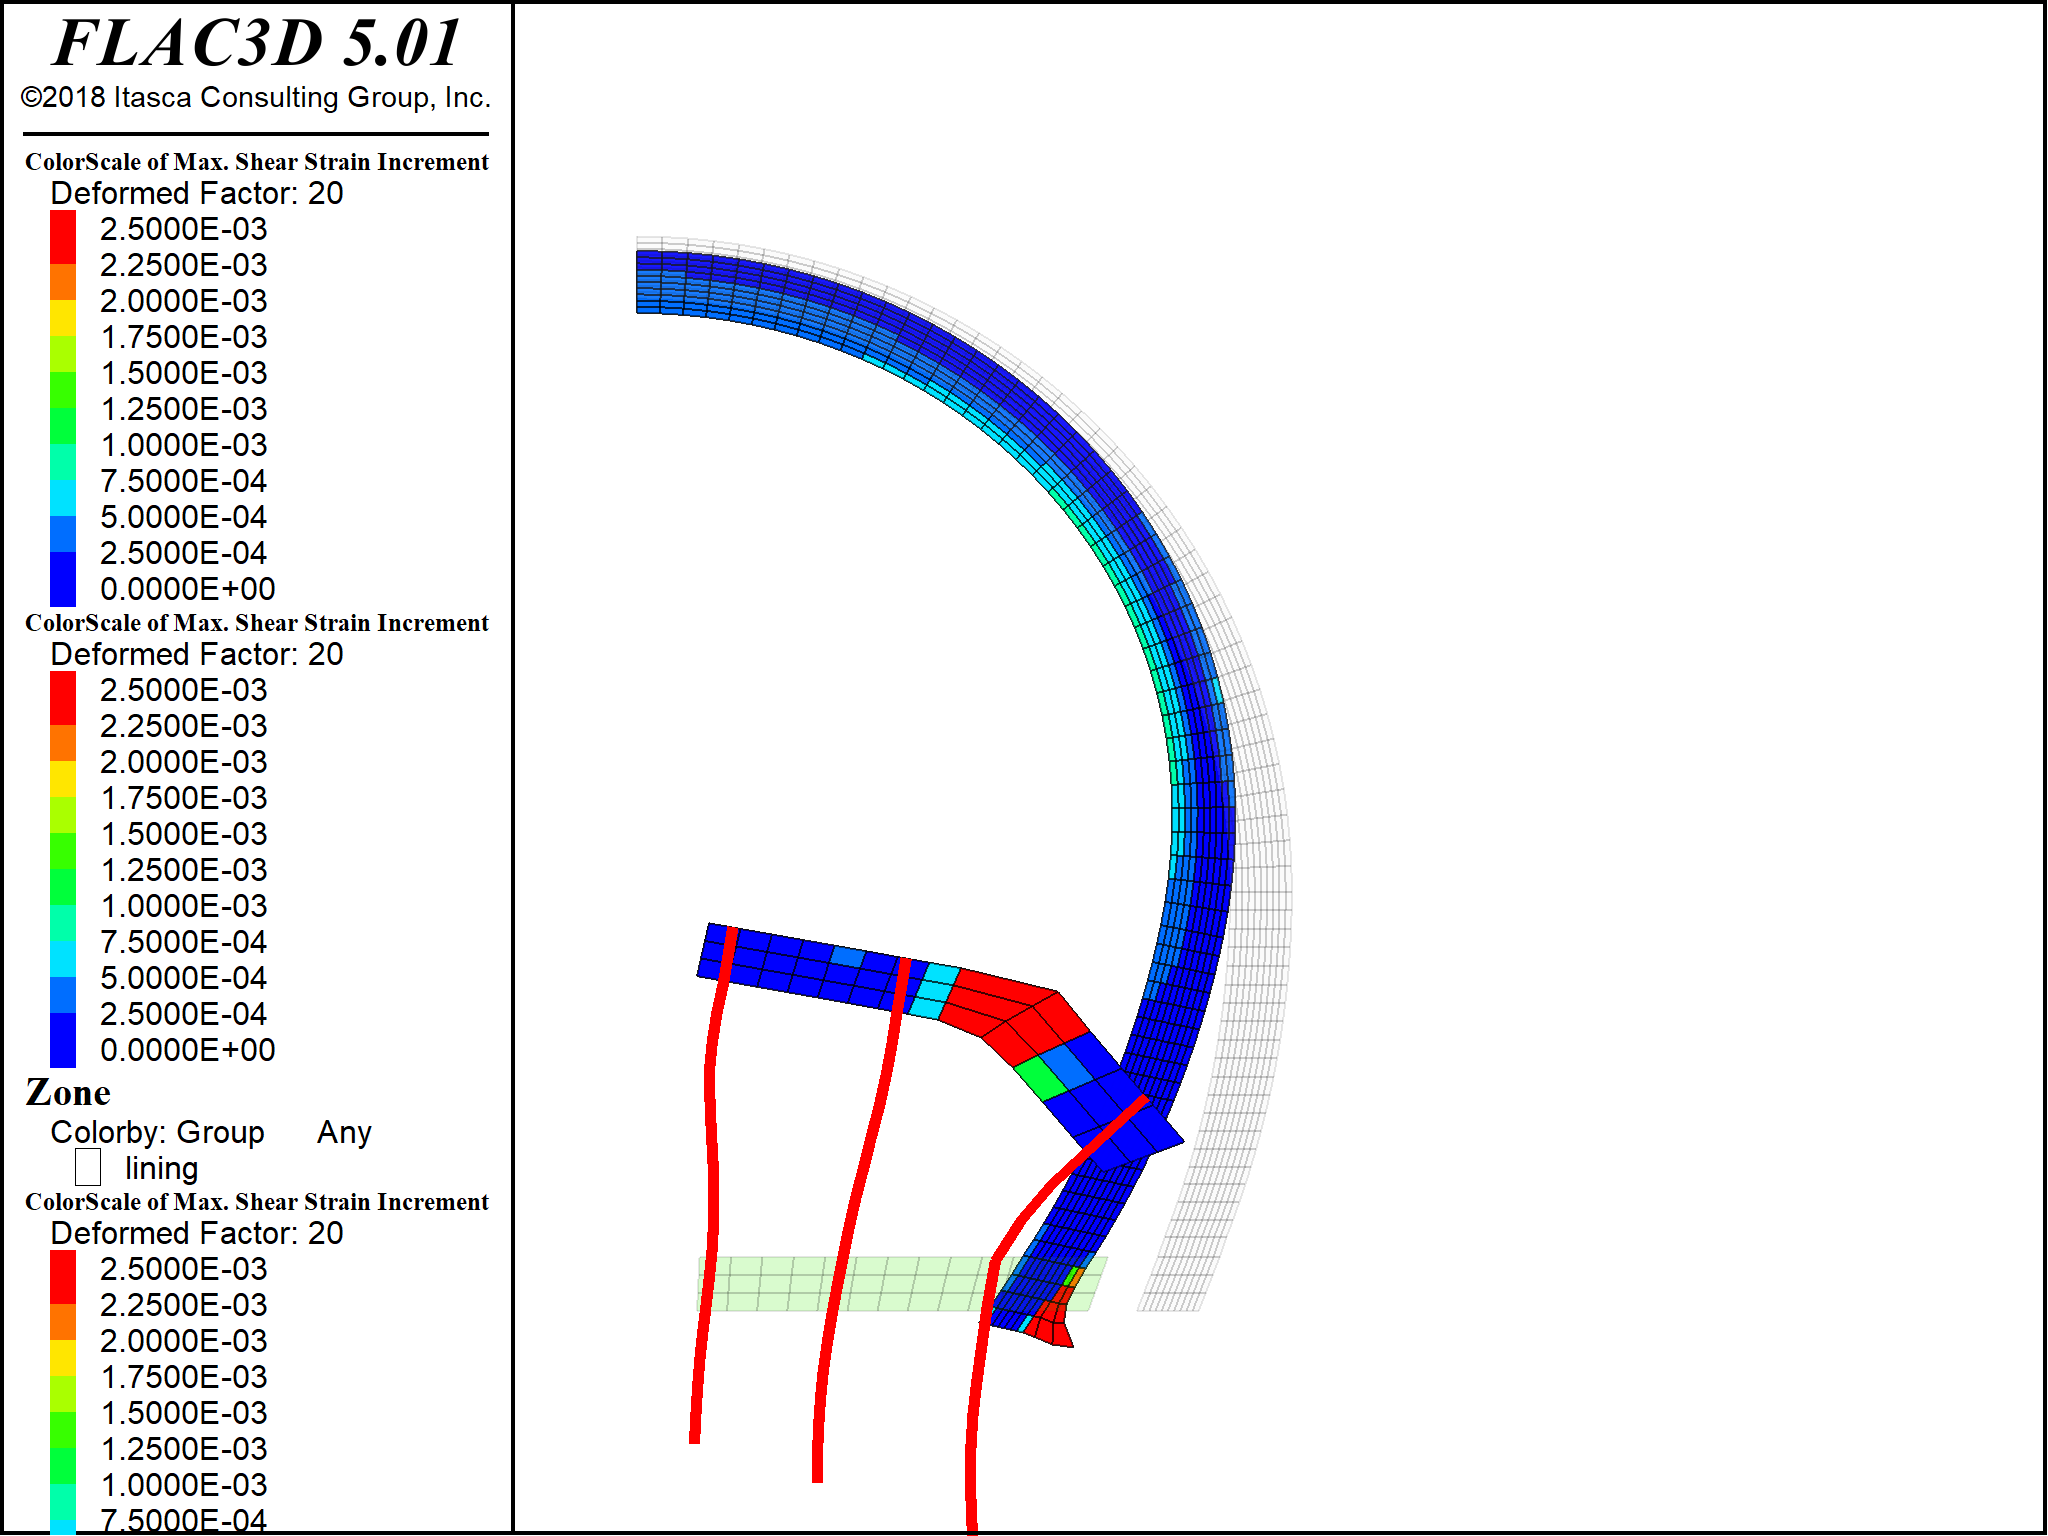 FLAC3D 5.01
©2018 Itasca Consulting Group, Inc.
ColorScale of Max. Shear Strain Increment
Deformed Factor: 20
2.5000E-03
2.2500E-03
2.0000E-03
1.7500E-03
1.5000E-03
1.2500E-03
1.0000E-03
7.5000E-04
5.0000E-04
2.5000E-04
0.0000E+00
ColorScale of Max. Shear Strain Increment
Deformed Factor: 20
2.5000E-03
2.2500E-03
2.0000E-03
1.7500E-03
1.5000E-03
1.2500E-03
1.0000E-03
7.5000E-04
5.0000E-04
2.5000E-04
0.0000E+00
Zone
Colorby: Group Any
lining
ColorScale of Max. Shear Strain Increment
Deformed Factor: 20
2.5000E-03
2.2500E-03
2.0000E-03
1.7500E-03
1.5000E-03
1.2500E-03
1.0000E-03
7.5000E-04